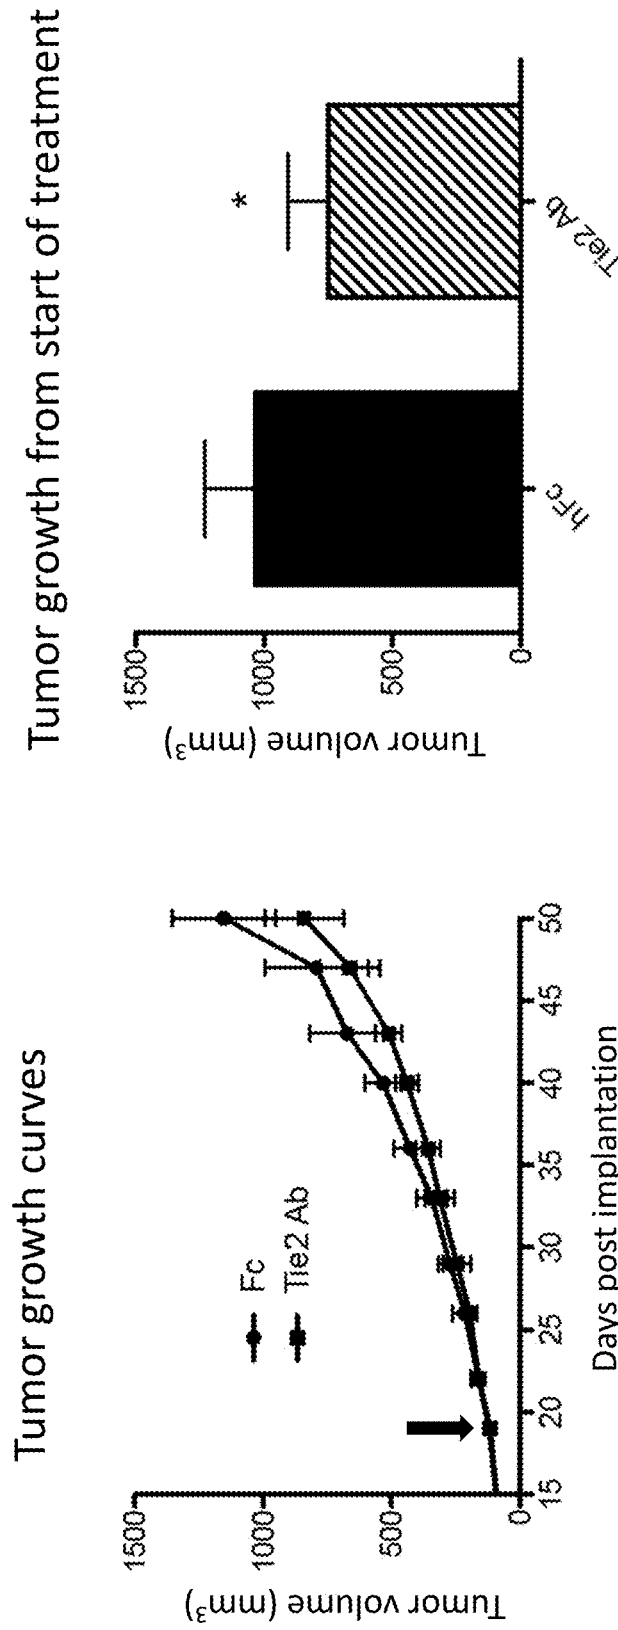 Tumor growth curves
Tumor volume (mm³)
1500
1000
500
0
Fc
Tie2 Ab
15 20 25 30 35 40 45 50
Days post implantation
Tumor growth from start of treatment
Tumor volume (mm³)
1500
1000
500
0
*
hFc
Tie2 Ab